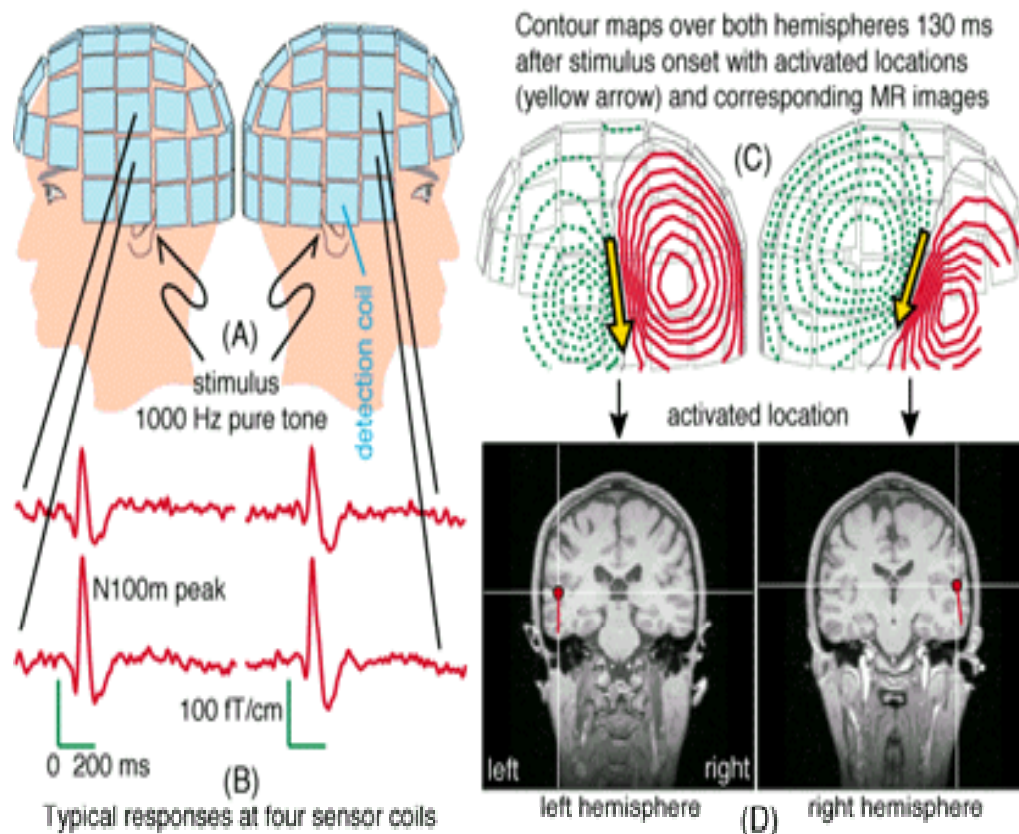 Contour maps over both hemispheres 130 ms
after stimulus onset with activated locations
(yellow arrow) and corresponding MR images
(C)
(A)
stimulus
1000 Hz pure tone
detection coil
activated location
N100m peak
100 fT/cm
0 200 ms
(B)
Typical responses at four sensor coils
left
right
left hemisphere
(D)
right hemisphere